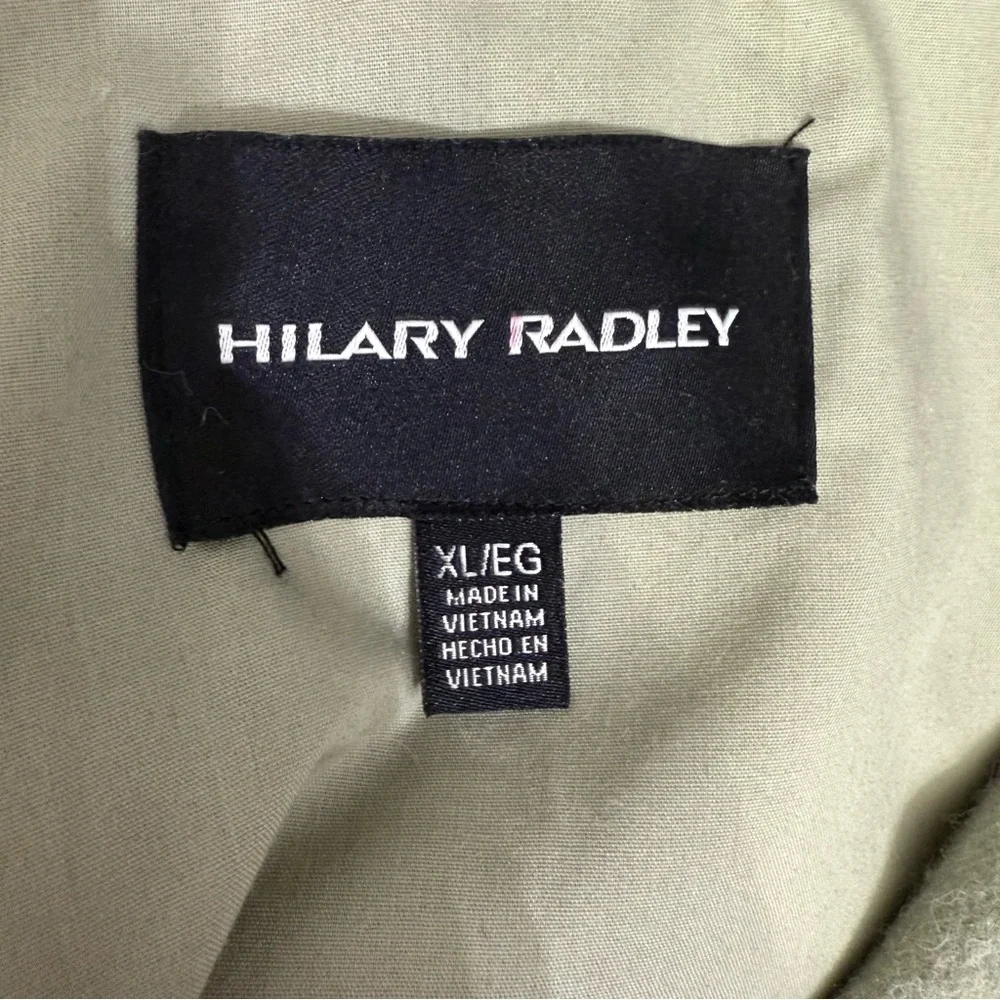 HILARY RADLEY
XL/EG
MADE IN
VIETNAM
HECHO EN
VIETNAM